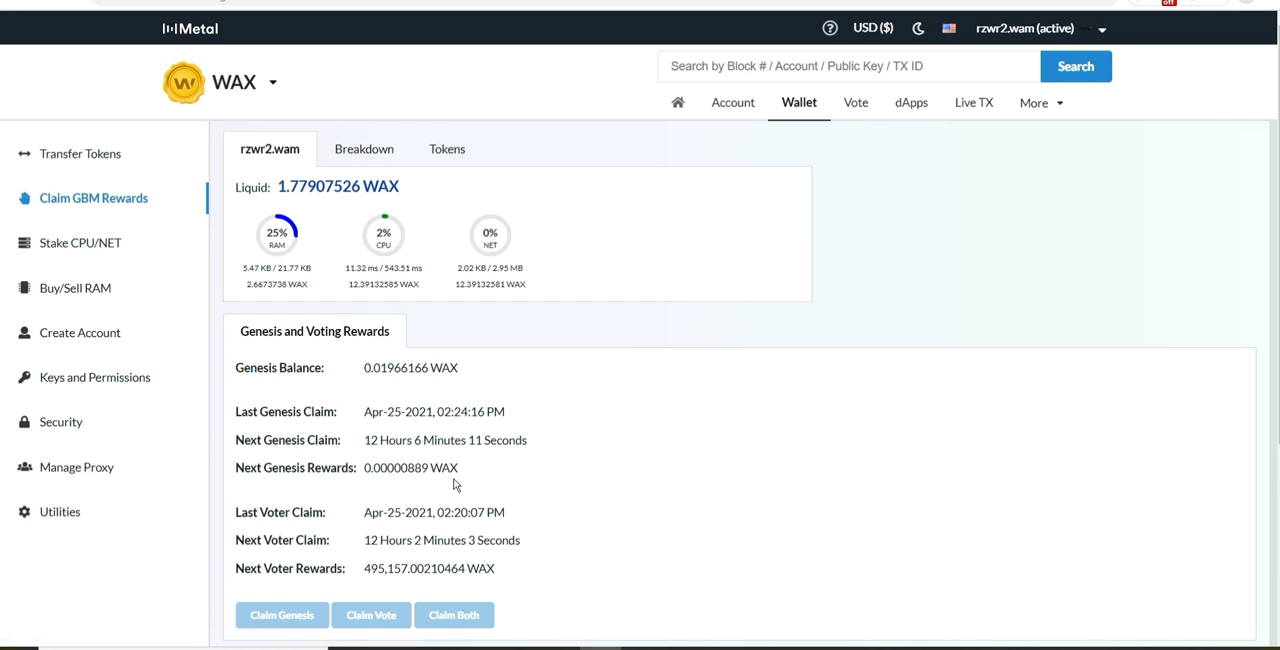 off
Metal
USD ($)
rzwr2.wam (active)
WAX
Search by Block # / Account / Public Key / TX ID
Search
Account
Wallet
Vote
dApps
Live TX
More
Transfer Tokens
Claim GBM Rewards
Stake CPU/NET
Buy/Sell RAM
Create Account
Keys and Permissions
Security
Manage Proxy
Utilities
rzwr2.wam
Breakdown
Tokens
Liquid: 1.77907526 WAX
25%
RAM
5.47 KB / 21.77 KB
2.6673738 WAX
2%
CPU
11.32 ms / 543.51 ms
12.39132585 WAX
0%
NET
2.02 KB / 2.95 MB
12.39132581 WAX
Genesis and Voting Rewards
Genesis Balance: 0.01966166 WAX
Last Genesis Claim: Apr-25-2021, 02:24:16 PM
Next Genesis Claim: 12 Hours 6 Minutes 11 Seconds
Next Genesis Rewards: 0.00000889 WAX
Last Voter Claim: Apr-25-2021, 02:20:07 PM
Next Voter Claim: 12 Hours 2 Minutes 3 Seconds
Next Voter Rewards: 495,157.00210464 WAX
Claim Genesis
Claim Vote
Claim Both